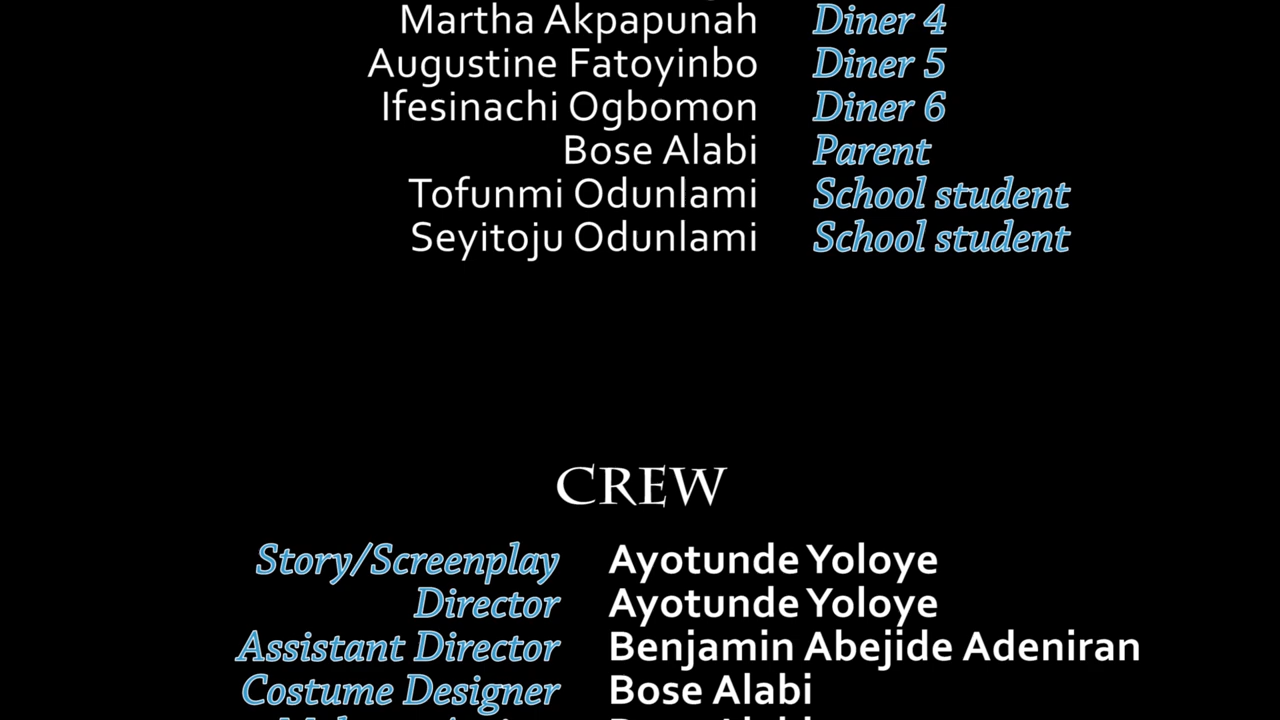 Martha Akpapunah Diner 4
Augustine Fatoyinbo Diner 5
Ifesinachi Ogbomon Diner 6
Bose Alabi Parent
Tofunmi Odunlami School student
Seyitoju Odunlami School student
CREW
Story/Screenplay Ayotunde Yoloye
Director Ayotunde Yoloye
Assistant Director Benjamin Abejide Adeniran
Costume Designer Bose Alabi